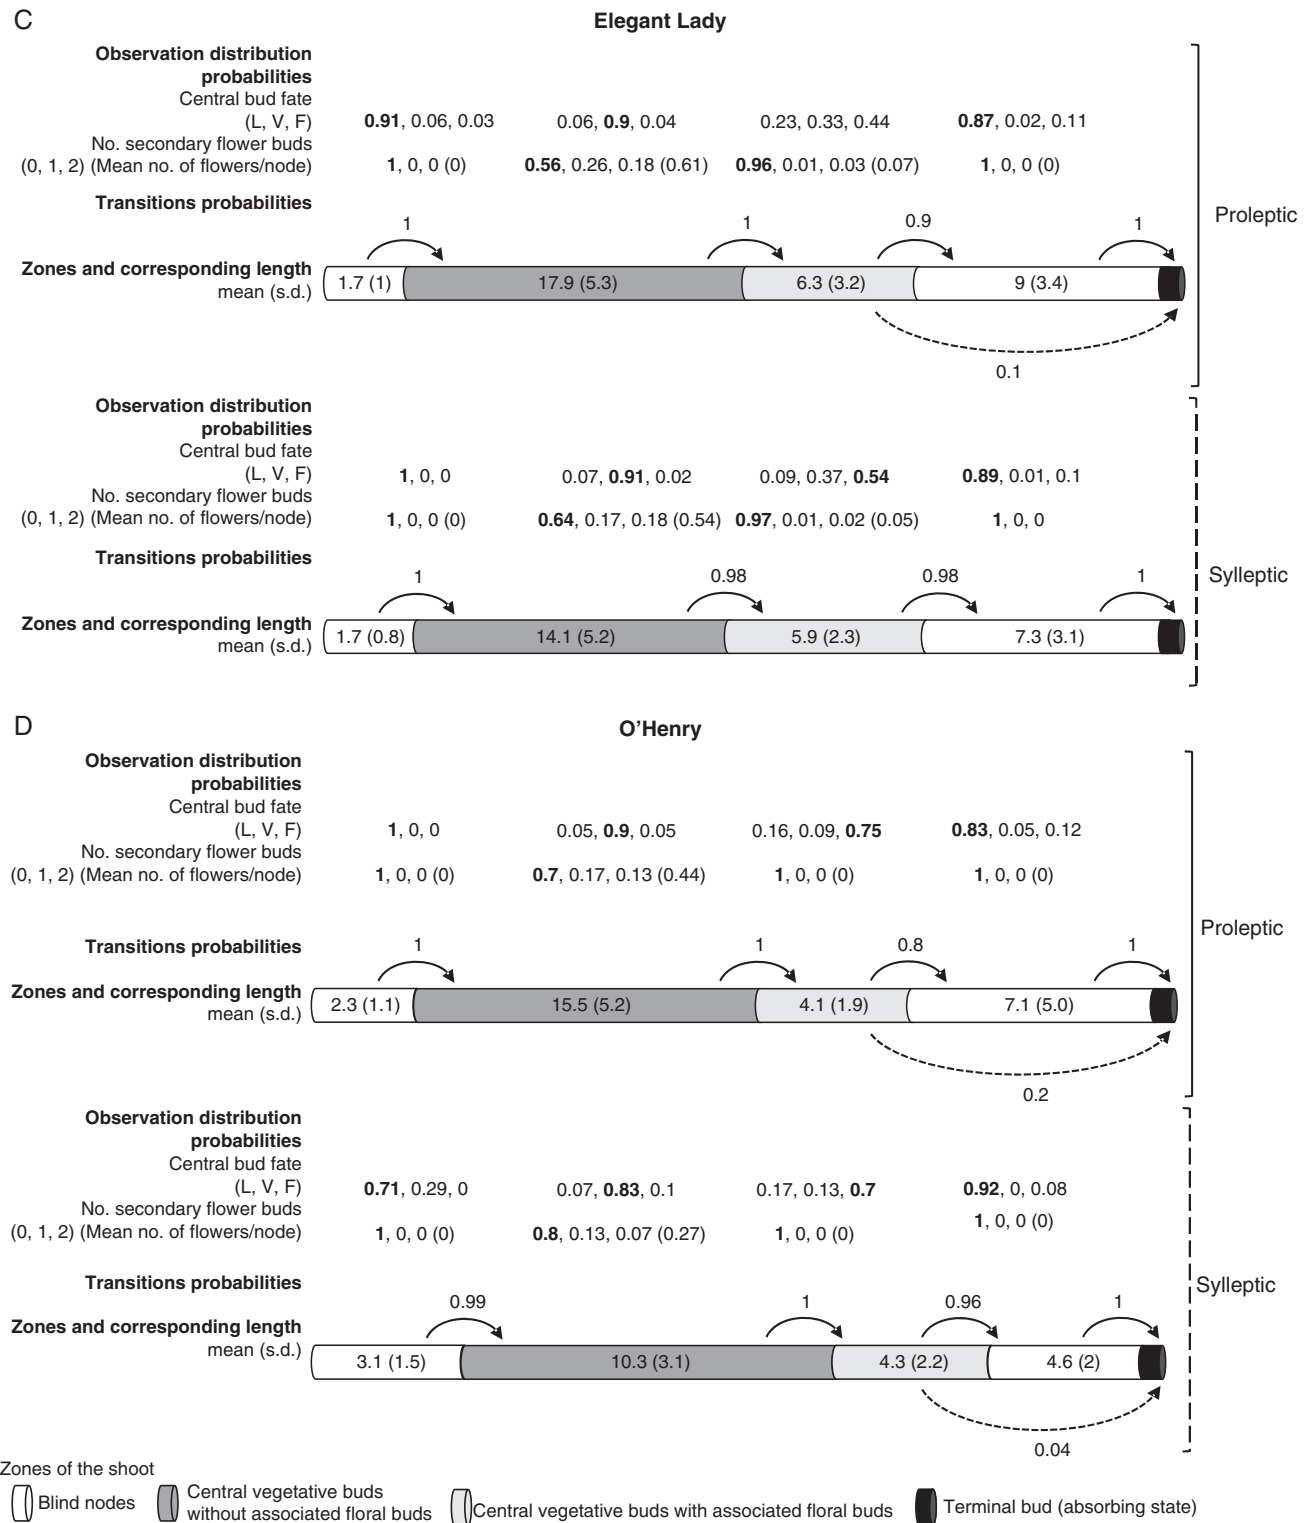 C
Elegant Lady
Observation distribution
probabilities
Central bud fate
(L, V, F) 0.91, 0.06, 0.03 0.06, 0.9, 0.04 0.23, 0.33, 0.44 0.87, 0.02, 0.11
No. secondary flower buds
(0, 1, 2) (Mean no. of flowers/node) 1, 0, 0 (0) 0.56, 0.26, 0.18 (0.61) 0.96, 0.01, 0.03 (0.07) 1, 0, 0 (0)
Transitions probabilities
1 1 0.9 1
Proleptic
Zones and corresponding length
mean (s.d.)
1.7 (1) 17.9 (5.3) 6.3 (3.2) 9 (3.4)
0.1
Observation distribution
probabilities
Central bud fate
(L, V, F) 1, 0, 0 0.07, 0.91, 0.02 0.09, 0.37, 0.54 0.89, 0.01, 0.1
No. secondary flower buds
(0, 1, 2) (Mean no. of flowers/node) 1, 0, 0 (0) 0.64, 0.17, 0.18 (0.54) 0.97, 0.01, 0.02 (0.05) 1, 0, 0
Transitions probabilities
1 0.98 0.98 1
Sylleptic
Zones and corresponding length
mean (s.d.)
1.7 (0.8) 14.1 (5.2) 5.9 (2.3) 7.3 (3.1)
D
O'Henry
Observation distribution
probabilities
Central bud fate
(L, V, F) 1, 0, 0 0.05, 0.9, 0.05 0.16, 0.09, 0.75 0.83, 0.05, 0.12
No. secondary flower buds
(0, 1, 2) (Mean no. of flowers/node) 1, 0, 0 (0) 0.7, 0.17, 0.13 (0.44) 1, 0, 0 (0) 1, 0, 0 (0)
Proleptic
Transitions probabilities
1 1 0.8 1
Zones and corresponding length
mean (s.d.)
2.3 (1.1) 15.5 (5.2) 4.1 (1.9) 7.1 (5.0)
0.2
Observation distribution
probabilities
Central bud fate
(L, V, F) 0.71, 0.29, 0 0.07, 0.83, 0.1 0.17, 0.13, 0.7 0.92, 0, 0.08
No. secondary flower buds
(0, 1, 2) (Mean no. of flowers/node) 1, 0, 0 (0) 0.8, 0.13, 0.07 (0.27) 1, 0, 0 (0) 1, 0, 0 (0)
Transitions probabilities
Sylleptic
0.99 1 0.96 1
Zones and corresponding length
mean (s.d.)
3.1 (1.5) 10.3 (3.1) 4.3 (2.2) 4.6 (2)
0.04
Zones of the shoot
Blind nodes
Central vegetative buds
without associated floral buds
Central vegetative buds with associated floral buds
Terminal bud (absorbing state)